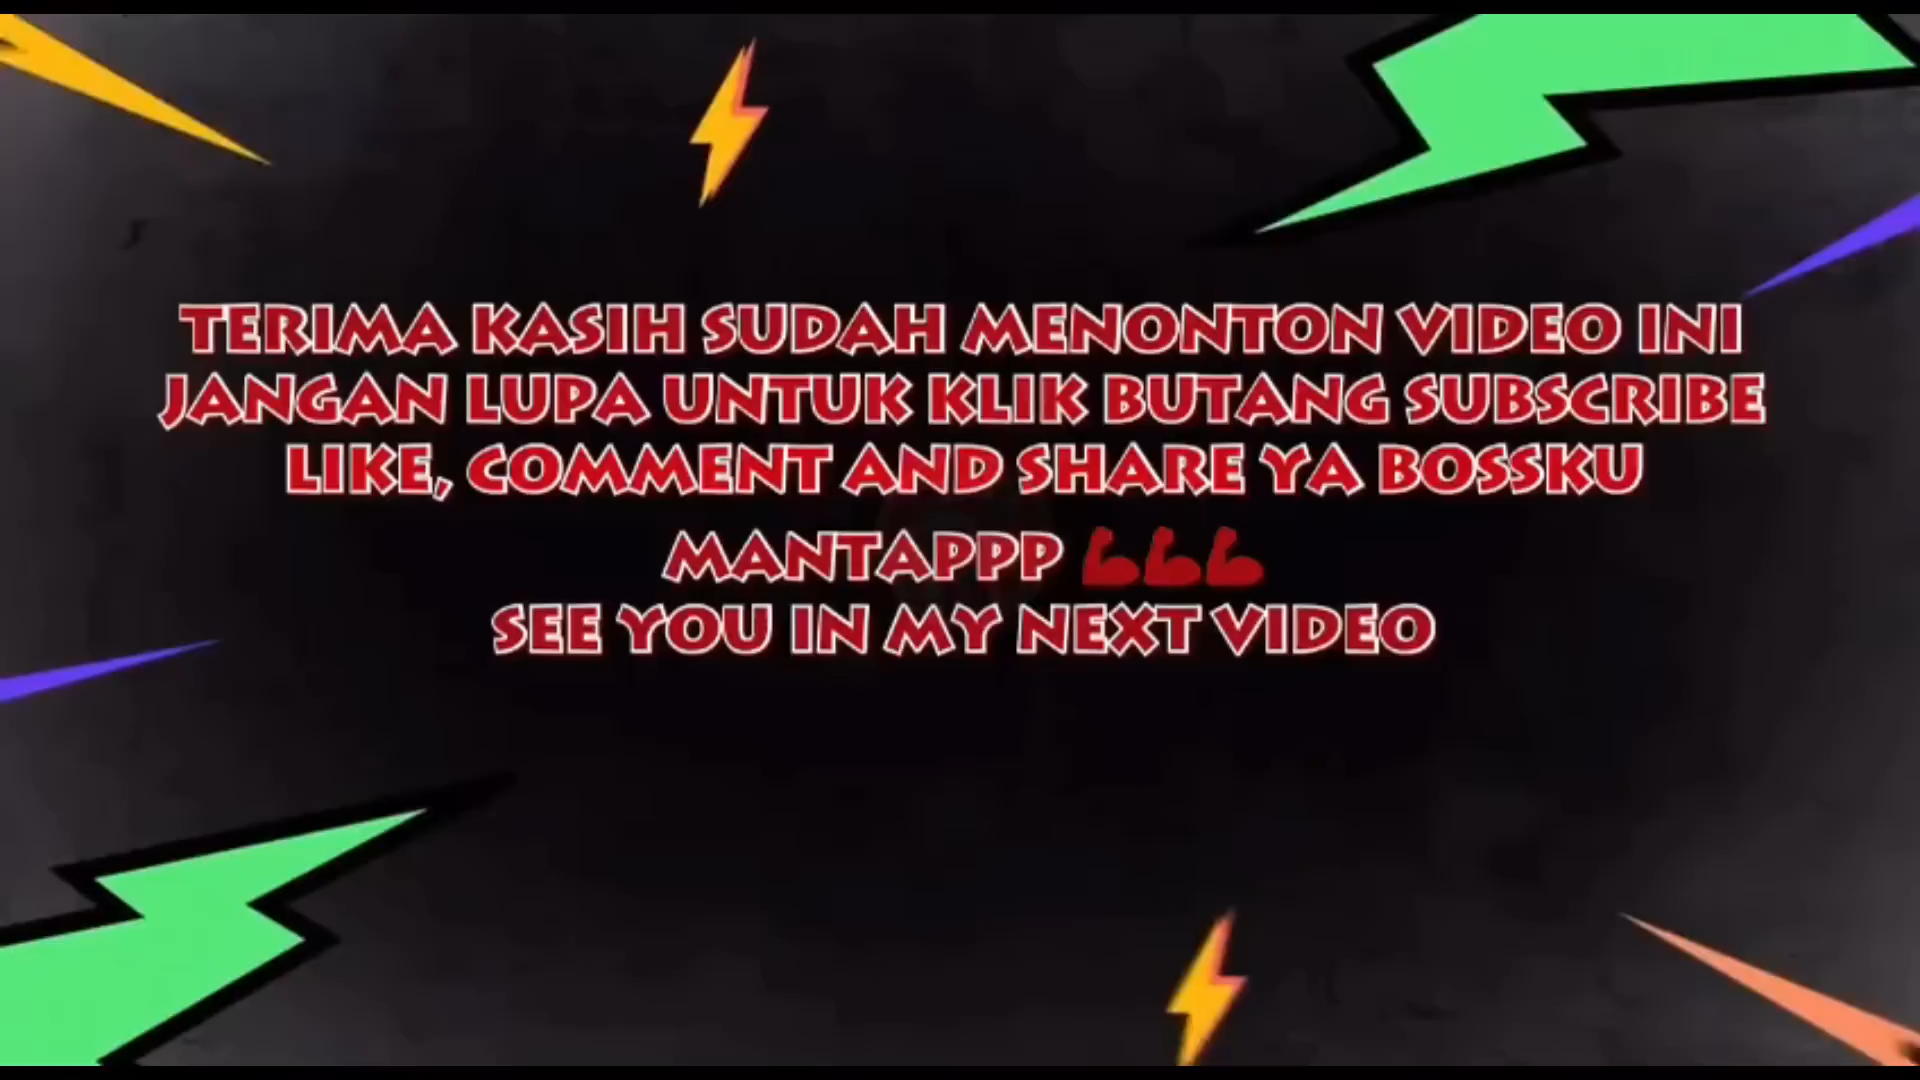 TERIMA KASIH SUDAH MENONTON VIDEO INI
JANGAN LUPA UNTUK KLIK BUTANG SUBSCRIBE
LIKE, COMMENT AND SHARE YA BOSSKU
MANTAPPP 💪💪💪
SEE YOU IN MY NEXT VIDEO